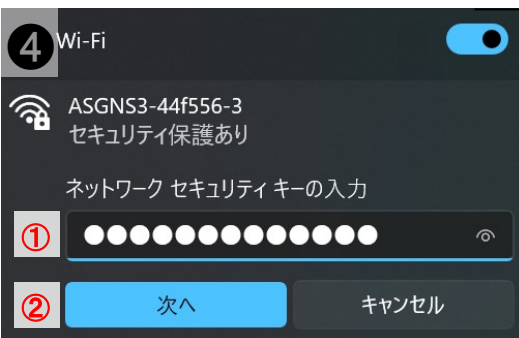 ❹
Wi-Fi
ASGNS3-44f556-3
セキュリティ保護あり
ネットワーク セキュリティ キーの入力
① ●●●●●●●●●●●●●
② 次へ キャンセル